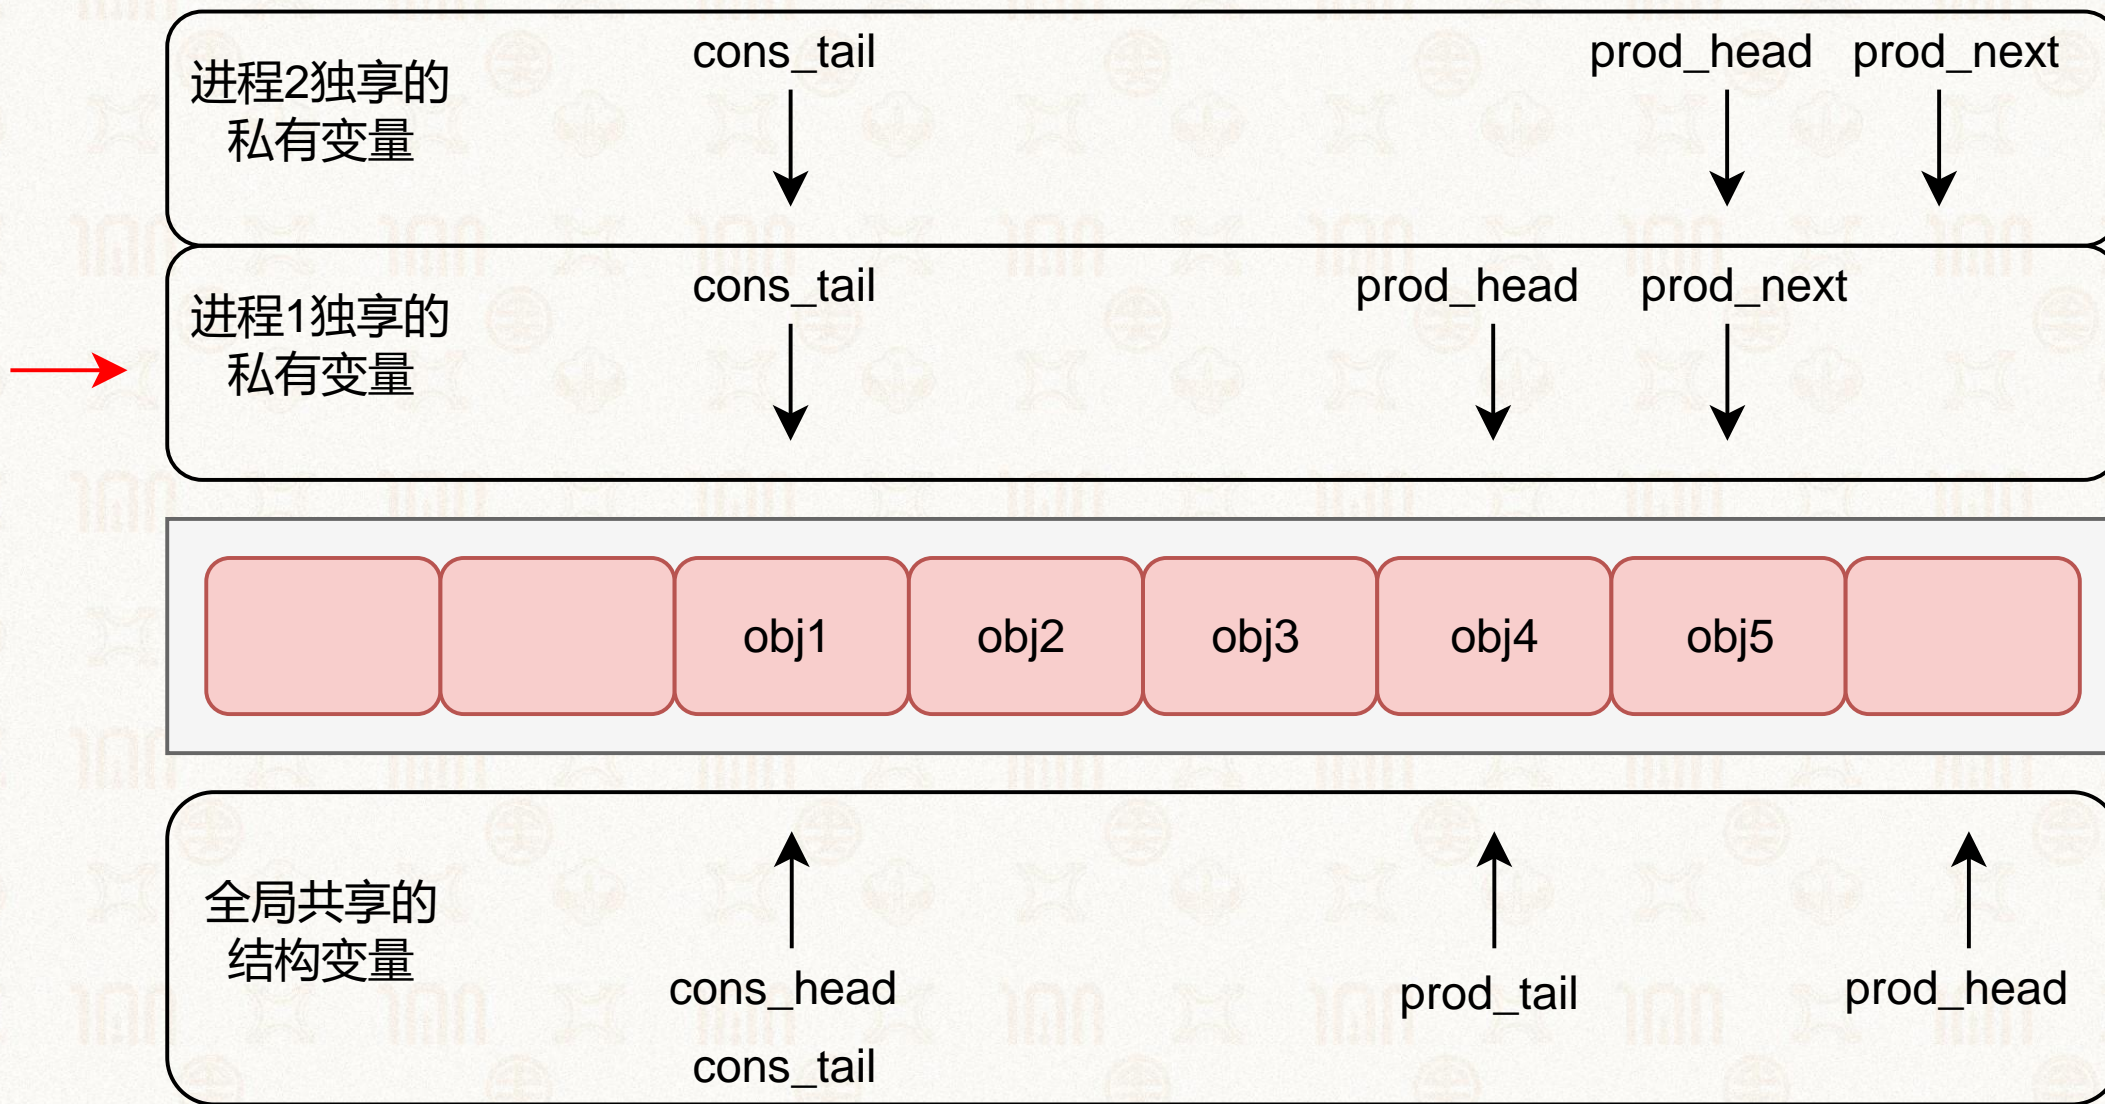 cons_tail
prod_head prod_next
进程2独享的
私有变量
cons_tail
prod_head prod_next
进程1独享的
私有变量
obj1 obj2 obj3 obj4 obj5
全局共享的
结构变量
cons_head
cons_tail
prod_tail
prod_head